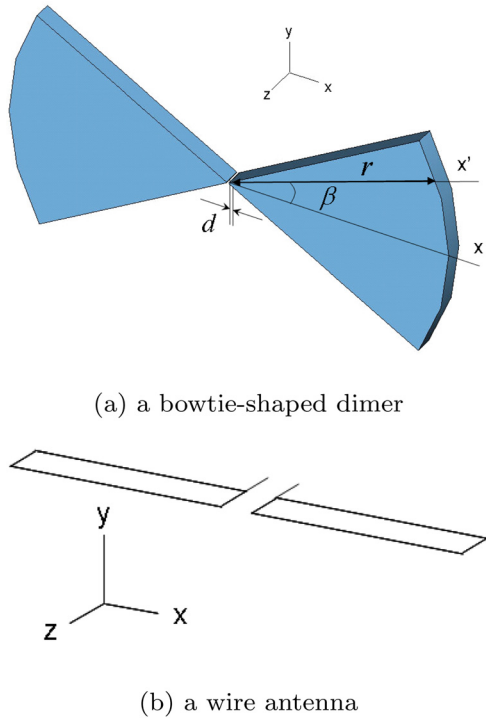 y
x
z
r
x'
β
d
x
(a) a bowtie-shaped dimer
y
z
x
(b) a wire antenna